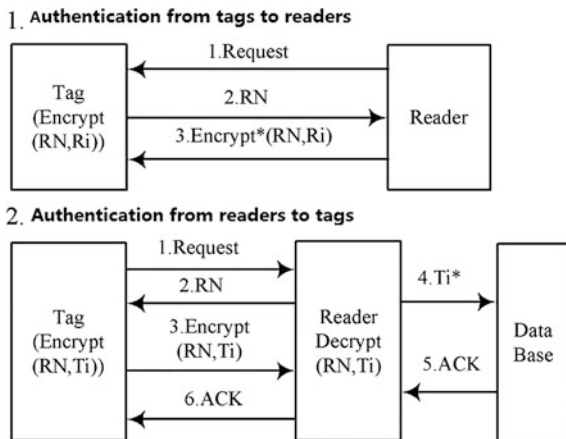 1. Authentication from tags to readers
1.Request
Tag
(Encrypt
(RN,Ri))
2.RN
Reader
3.Encrypt*(RN,Ri)
2. Authentication from readers to tags
1.Request
2.RN
4.Ti*
Tag
(Encrypt
(RN,Ti))
3.Encrypt
(RN,Ti)
Reader
Decrypt
(RN,Ti)
Data
Base
5.ACK
6.ACK